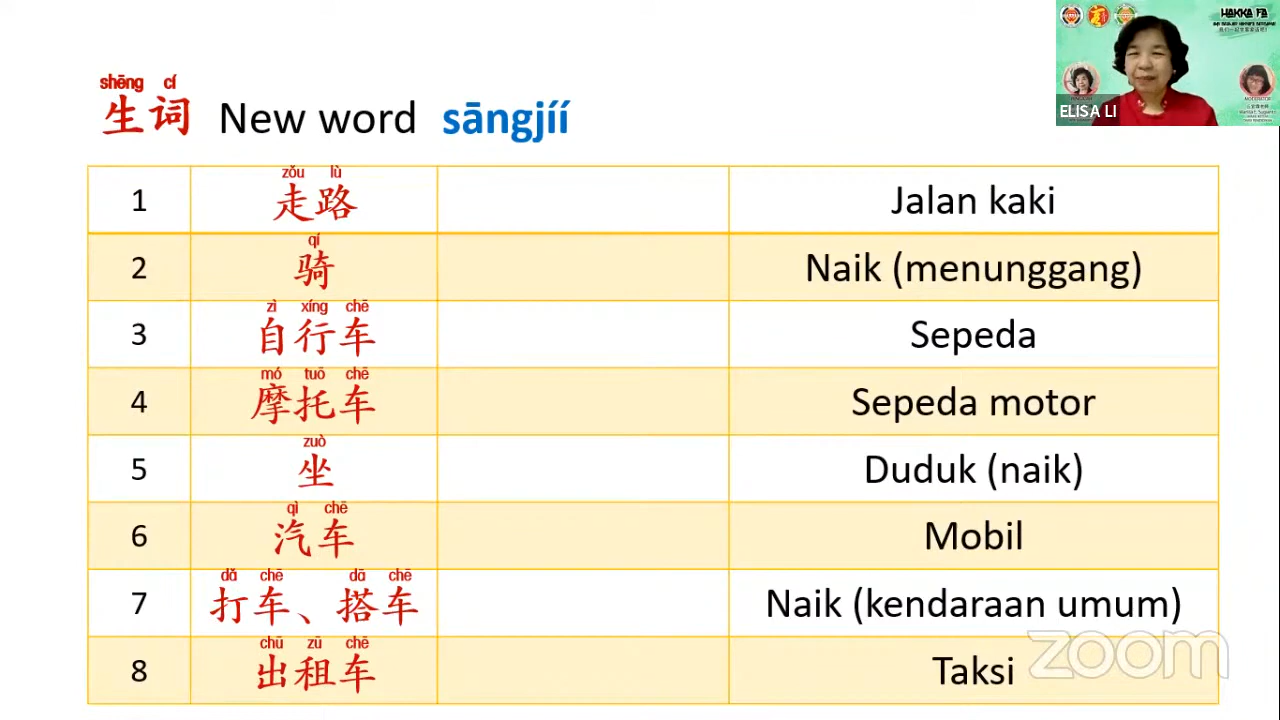 shēng cí
生词 New word sāngjíí
zǒu lù
1 走路 Jalan kaki
qí
2 骑 Naik (menunggang)
zì xíng chē
3 自行车 Sepeda
mó tuō chē
4 摩托车 Sepeda motor
zuò
5 坐 Duduk (naik)
qì chē
6 汽车 Mobil
dǎ chē dā chē
7 打车、搭车 Naik (kendaraan umum)
chū zū chē
8 出租车 Taksi
HAKKA FA
ELISA LI
MODERATOR
zoom